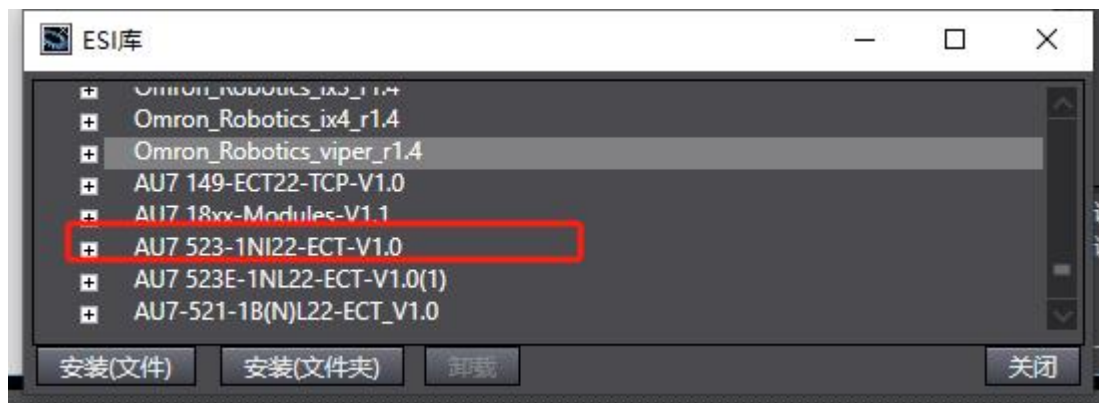 ESI库
Omron_Robotics_ix3_r1.4
Omron_Robotics_ix4_r1.4
Omron_Robotics_viper_r1.4
AU7 149-ECT22-TCP-V1.0
AU7 18xx-Modules-V1.1
AU7 523-1NI22-ECT-V1.0
AU7 523E-1NL22-ECT-V1.0(1)
AU7-521-1B(N)L22-ECT_V1.0
安装(文件) 安装(文件夹) 卸载 关闭